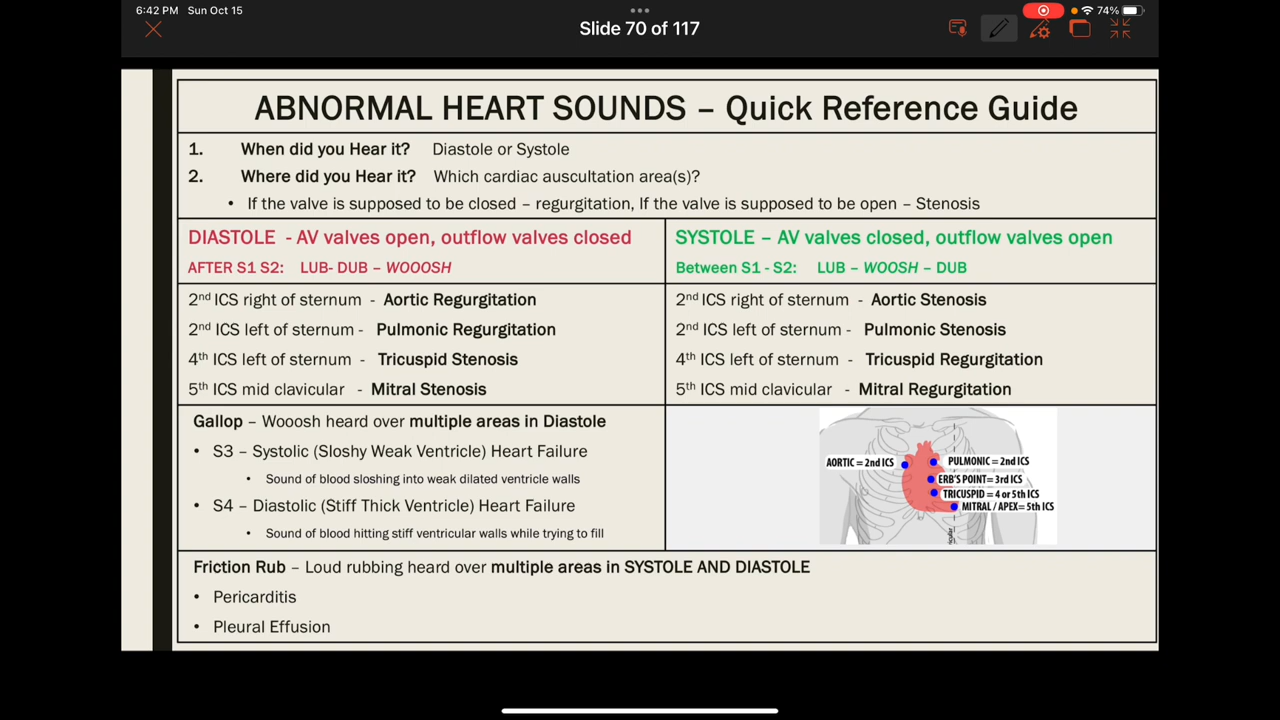 6:42 PM Sun Oct 15
74%
Slide 70 of 117
ABNORMAL HEART SOUNDS – Quick Reference Guide
1. When did you Hear it? Diastole or Systole
2. Where did you Hear it? Which cardiac auscultation area(s)?
• If the valve is supposed to be closed – regurgitation, If the valve is supposed to be open – Stenosis
DIASTOLE - AV valves open, outflow valves closed
AFTER S1 S2: LUB- DUB – WOOOSH
2nd ICS right of sternum - Aortic Regurgitation
2nd ICS left of sternum - Pulmonic Regurgitation
4th ICS left of sternum - Tricuspid Stenosis
5th ICS mid clavicular - Mitral Stenosis
SYSTOLE – AV valves closed, outflow valves open
Between S1 - S2: LUB – WOOSH – DUB
2nd ICS right of sternum - Aortic Stenosis
2nd ICS left of sternum - Pulmonic Stenosis
4th ICS left of sternum - Tricuspid Regurgitation
5th ICS mid clavicular - Mitral Regurgitation
Gallop – Wooosh heard over multiple areas in Diastole
• S3 – Systolic (Sloshy Weak Ventricle) Heart Failure
• Sound of blood sloshing into weak dilated ventricle walls
• S4 – Diastolic (Stiff Thick Ventricle) Heart Failure
• Sound of blood hitting stiff ventricular walls while trying to fill
AORTIC = 2nd ICS
PULMONIC = 2nd ICS
ERB'S POINT= 3rd ICS
TRICUSPID = 4 or 5th ICS
MITRAL / APEX= 5th ICS
Friction Rub – Loud rubbing heard over multiple areas in SYSTOLE AND DIASTOLE
• Pericarditis
• Pleural Effusion